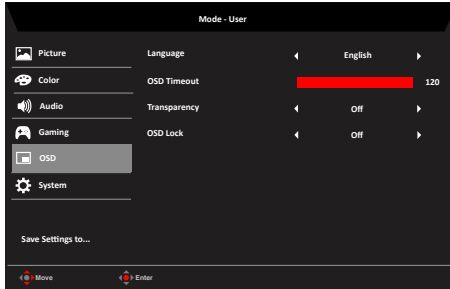 Mode - User
Picture
Language
English
Color
OSD Timeout
120
Audio
Transparency
Off
Gaming
OSD Lock
Off
OSD
System
Save Settings to...
Move
Enter